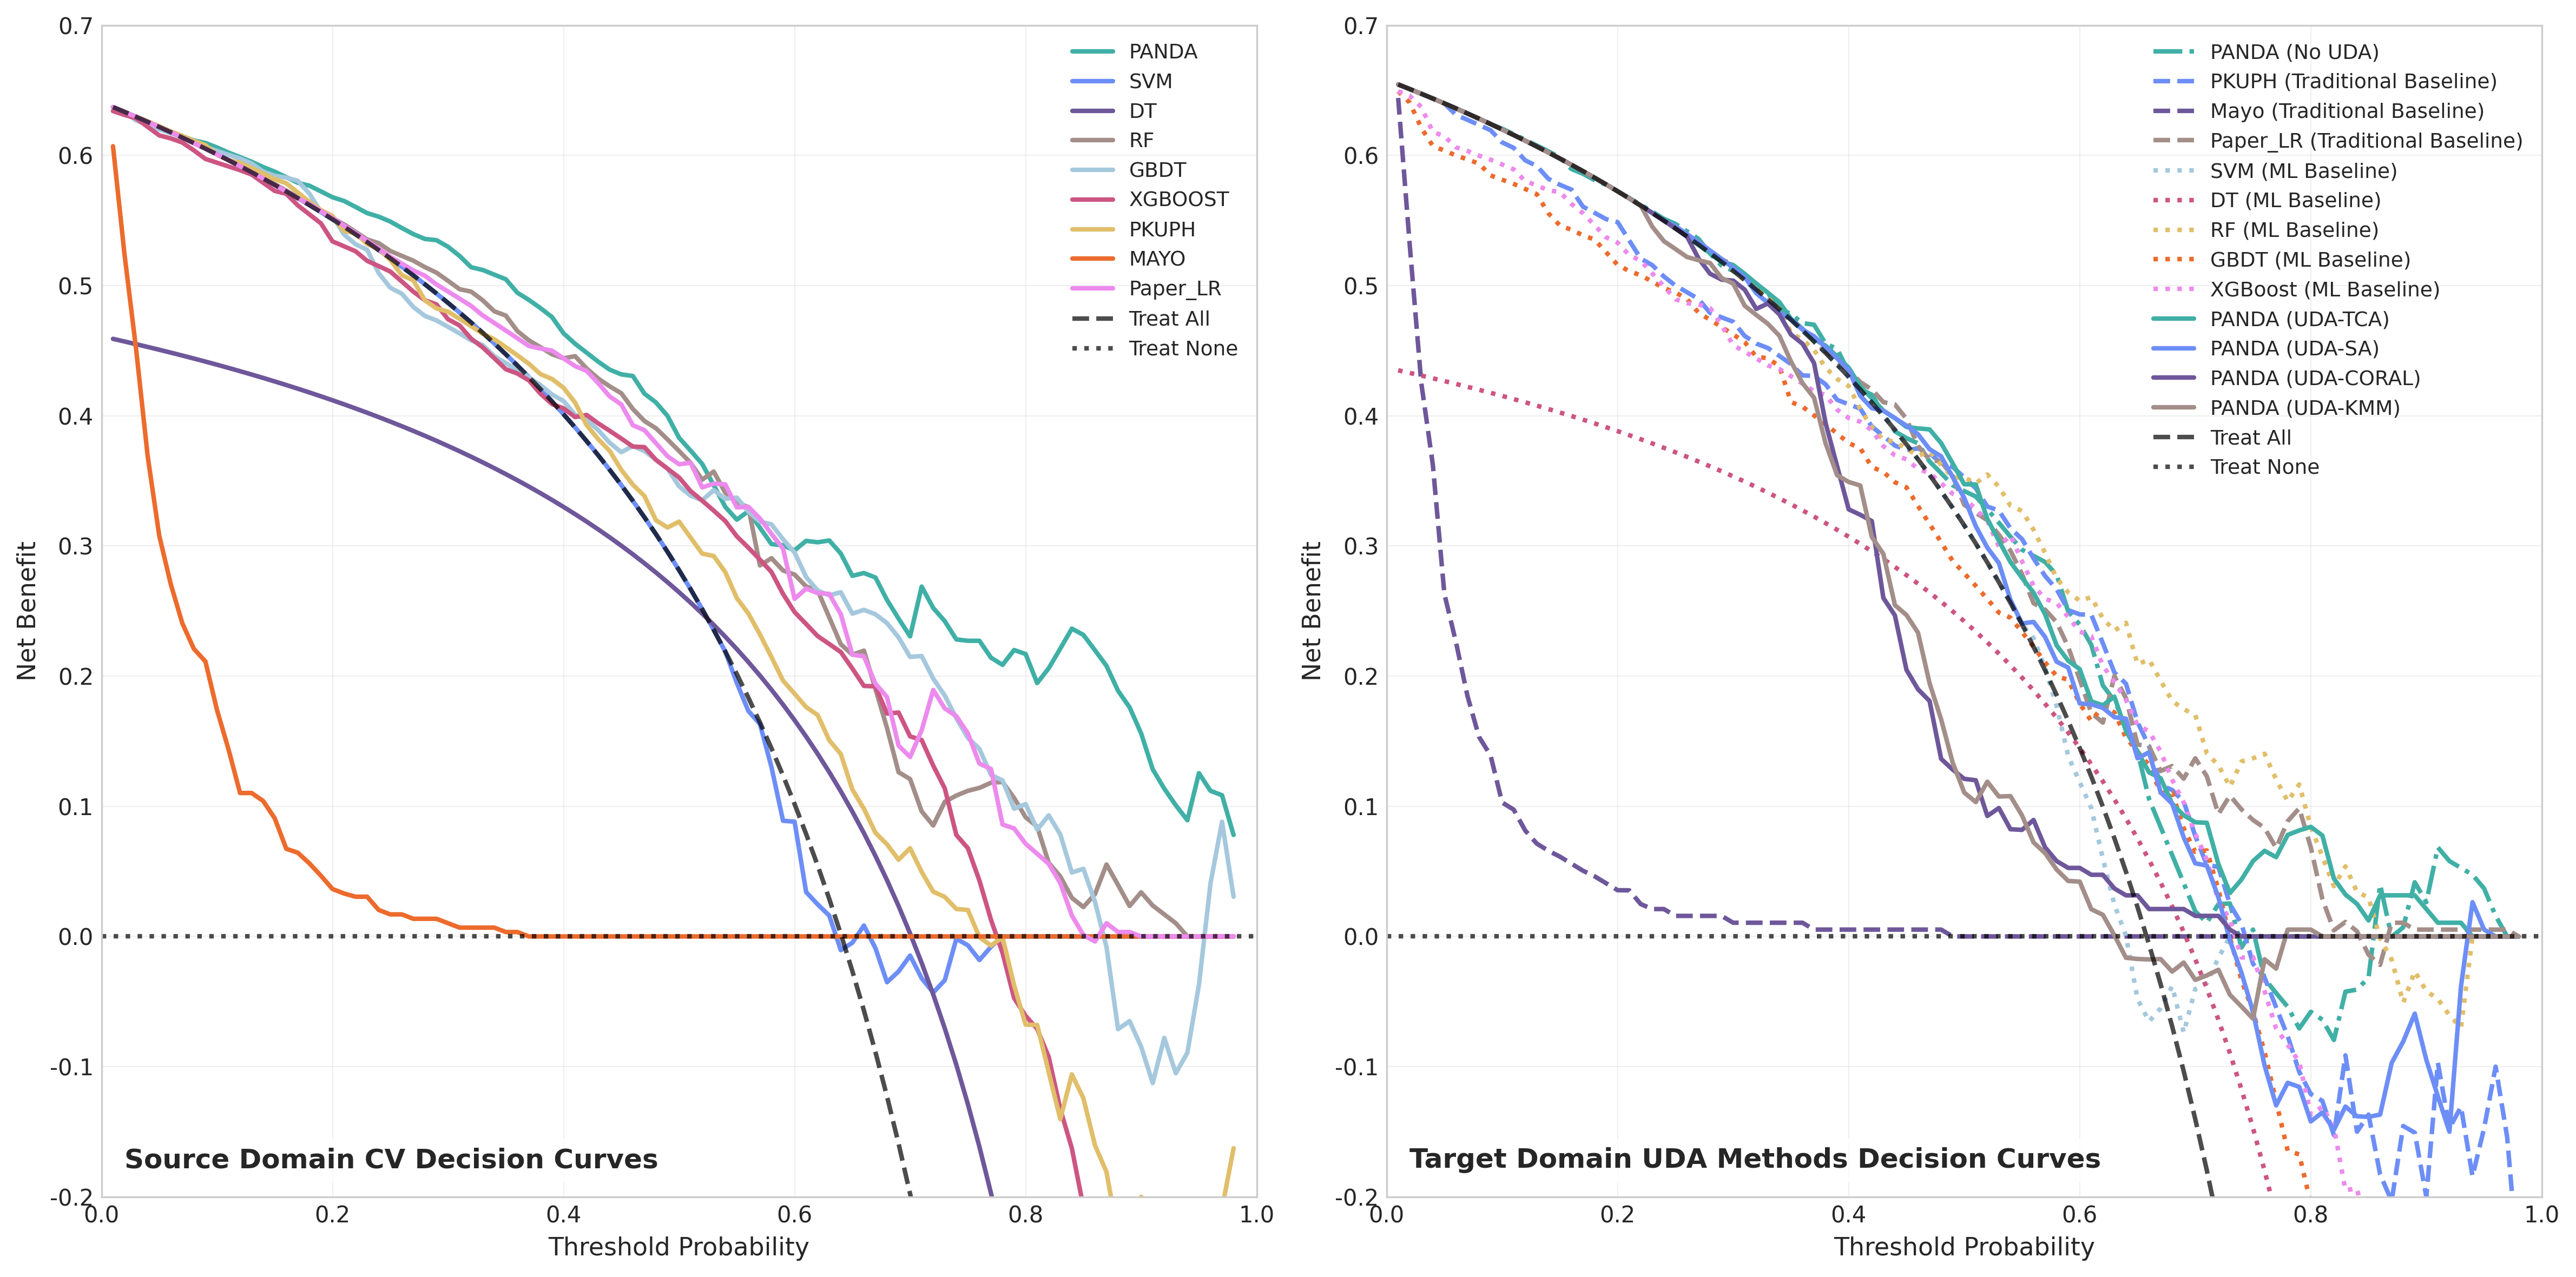 0.7
0.6
0.5
0.4
0.3
0.2
0.1
0.0
-0.1
-0.2
Net Benefit
PANDA
SVM
DT
RF
GBDT
XGBOOST
PKUPH
MAYO
Paper_LR
Treat All
Treat None
Source Domain CV Decision Curves
0.0 0.2 0.4 0.6 0.8 1.0
Threshold Probability
0.7
0.6
0.5
0.4
0.3
0.2
0.1
0.0
-0.1
-0.2
Net Benefit
PANDA (No UDA)
PKUPH (Traditional Baseline)
Mayo (Traditional Baseline)
Paper_LR (Traditional Baseline)
SVM (ML Baseline)
DT (ML Baseline)
RF (ML Baseline)
GBDT (ML Baseline)
XGBoost (ML Baseline)
PANDA (UDA-TCA)
PANDA (UDA-SA)
PANDA (UDA-CORAL)
PANDA (UDA-KMM)
Treat All
Treat None
Target Domain UDA Methods Decision Curves
0.0 0.2 0.4 0.6 0.8 1.0
Threshold Probability